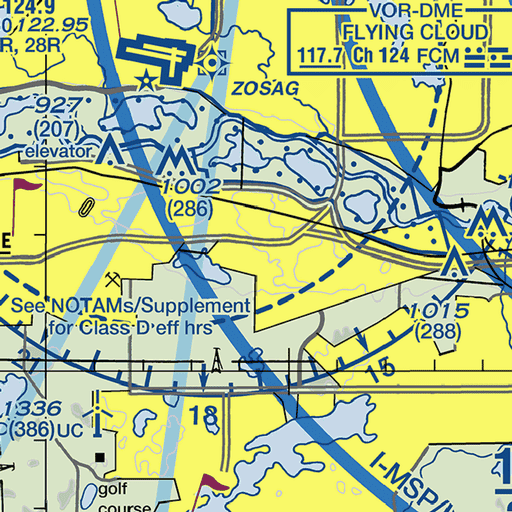 124.9
122.95
R, 28R
VOR-DME
FLYING CLOUD
117.7 Ch 124 FCM
ZOSAG
927
(207)
elevator
1002
(286)
E
See NOTAMs/Supplement
for Class D eff hrs
1015
(288)
15
18
1336
C(386)UC
golf
course
I-MSP/